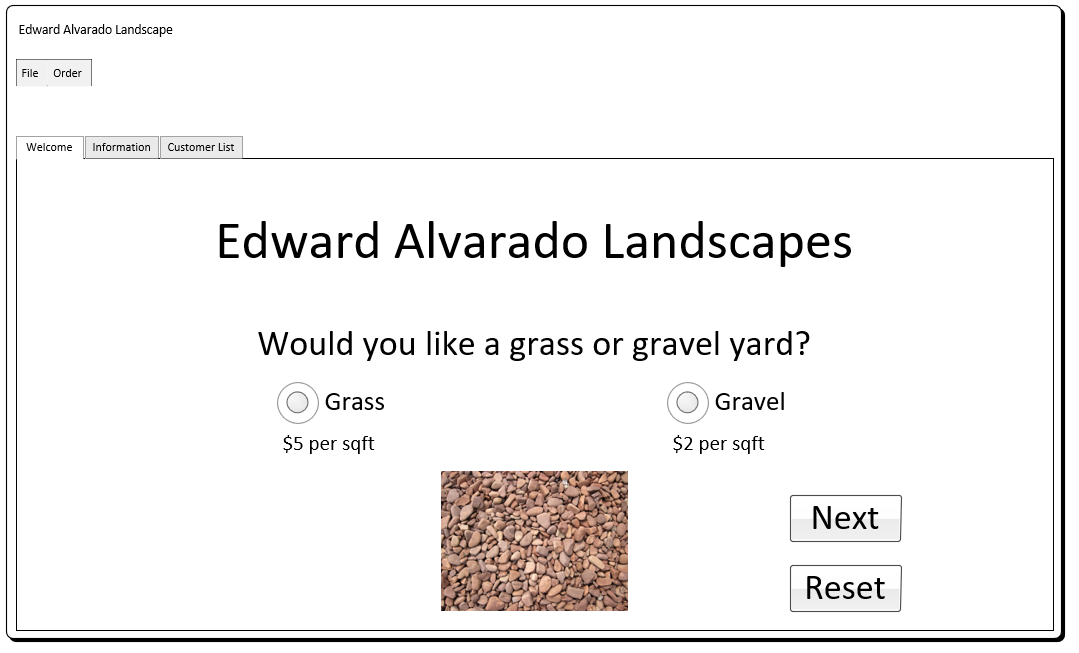 Edward Alvarado Landscape
File Order
Welcome Information Customer List
Edward Alvarado Landscapes
Would you like a grass or gravel yard?
Grass Gravel
$5 per sqft $2 per sqft
Next
Reset